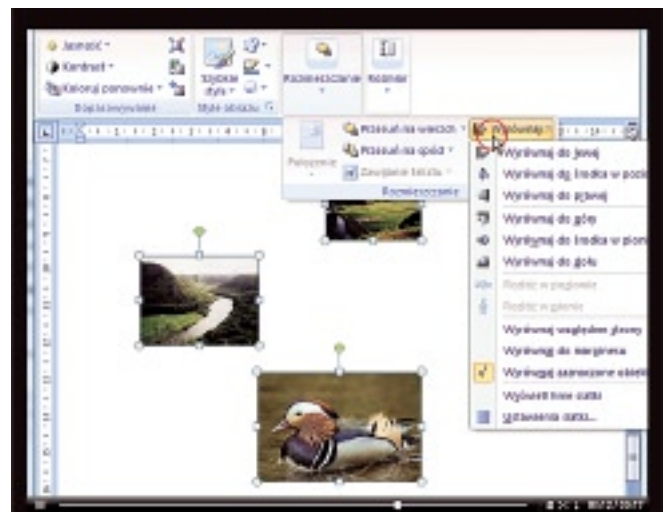 Jasność
Kontrast
Koloruj ponownie
Dopasowywanie
Szybkie
style
Style obrazu
Rozmieszczanie
Rozmiar
Położenie
Przesuń na wierzch
Przesuń na spód
Zawijanie tekstu
Rozmieszczanie
Wyrównaj
Wyrównaj do lewej
Wyrównaj do środka w pozio
Wyrównaj do prawej
Wyrównaj do góry
Wyrównaj do środka w pion
Wyrównaj do dołu
Rozłóż w poziomie
Rozłóż w pionie
Wyrównaj względem strony
Wyrównaj do marginesu
Wyrównaj zaznaczone obiekt
Wyświetl linie siatki
Ustawienia siatki...